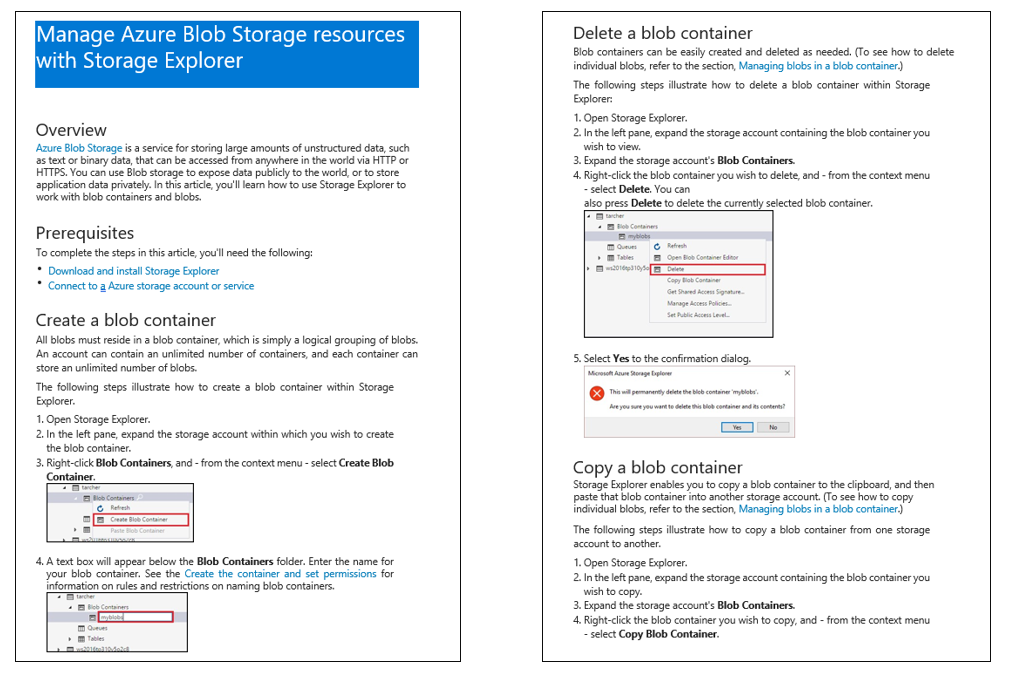 Manage Azure Blob Storage resources
with Storage Explorer
Overview
Azure Blob Storage is a service for storing large amounts of unstructured data, such
as text or binary data, that can be accessed from anywhere in the world via HTTP or
HTTPS. You can use Blob storage to expose data publicly to the world, or to store
application data privately. In this article, you'll learn how to use Storage Explorer to
work with blob containers and blobs.
Prerequisites
To complete the steps in this article, you'll need the following:
• Download and install Storage Explorer
• Connect to a Azure storage account or service
Create a blob container
All blobs must reside in a blob container, which is simply a logical grouping of blobs.
An account can contain an unlimited number of containers, and each container can
store an unlimited number of blobs.
The following steps illustrate how to create a blob container within Storage
Explorer.
1. Open Storage Explorer.
2. In the left pane, expand the storage account within which you wish to create
the blob container.
3. Right-click Blob Containers, and - from the context menu - select Create Blob
Container.
tarcher
Blob Containers
Refresh
Create Blob Container
Paste Blob Container
4. A text box will appear below the Blob Containers folder. Enter the name for
your blob container. See the Create the container and set permissions for
information on rules and restrictions on naming blob containers.
tarcher
Blob Containers
myblobs
Queues
Tables
Delete a blob container
Blob containers can be easily created and deleted as needed. (To see how to delete
individual blobs, refer to the section, Managing blobs in a blob container.)
The following steps illustrate how to delete a blob container within Storage
Explorer:
1. Open Storage Explorer.
2. In the left pane, expand the storage account containing the blob container you
wish to view.
3. Expand the storage account's Blob Containers.
4. Right-click the blob container you wish to delete, and - from the context menu
- select Delete. You can
also press Delete to delete the currently selected blob container.
tarcher
Blob Containers
myblobs
Queues
Tables
Refresh
Open Blob Container Editor
Delete
Copy Blob Container
Get Shared Access Signature...
Manage Access Policies...
Set Public Access Level...
5. Select Yes to the confirmation dialog.
Microsoft Azure Storage Explorer
This will permanently delete the blob container 'myblobs'.
Are you sure you want to delete this blob container and its contents?
Yes No
Copy a blob container
Storage Explorer enables you to copy a blob container to the clipboard, and then
paste that blob container into another storage account. (To see how to copy
individual blobs, refer to the section, Managing blobs in a blob container.)
The following steps illustrate how to copy a blob container from one storage
account to another.
1. Open Storage Explorer.
2. In the left pane, expand the storage account containing the blob container you
wish to copy.
3. Expand the storage account's Blob Containers.
4. Right-click the blob container you wish to copy, and - from the context menu
- select Copy Blob Container.